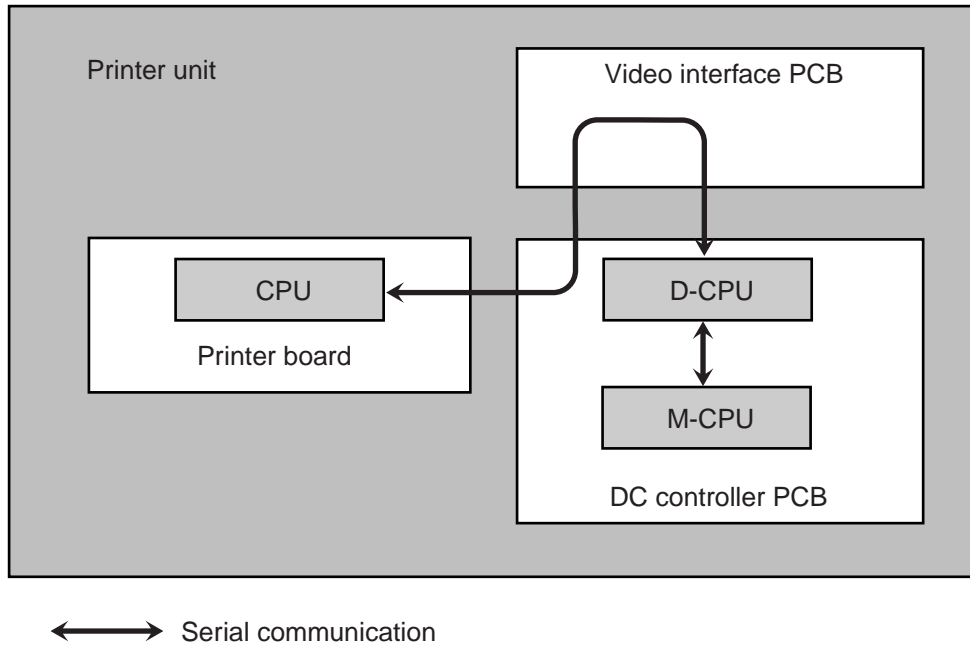 Printer unit
Video interface PCB
CPU
Printer board
D-CPU
M-CPU
DC controller PCB
Serial communication